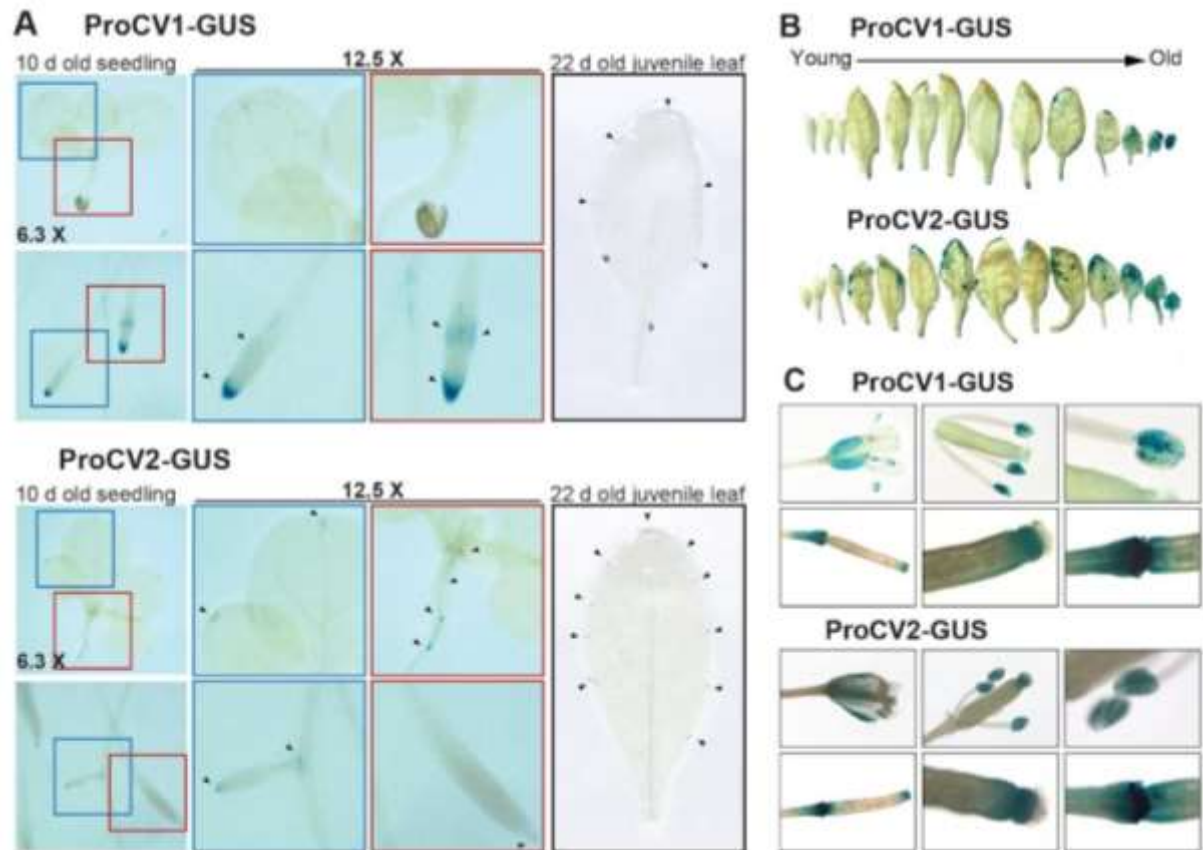 A
ProCV1-GUS
10 d old seedling
12.5 X
22 d old juvenile leaf
6.3 X
ProCV2-GUS
10 d old seedling
12.5 X
22 d old juvenile leaf
6.3 X
B
ProCV1-GUS
Young
Old
ProCV2-GUS
C
ProCV1-GUS
ProCV2-GUS